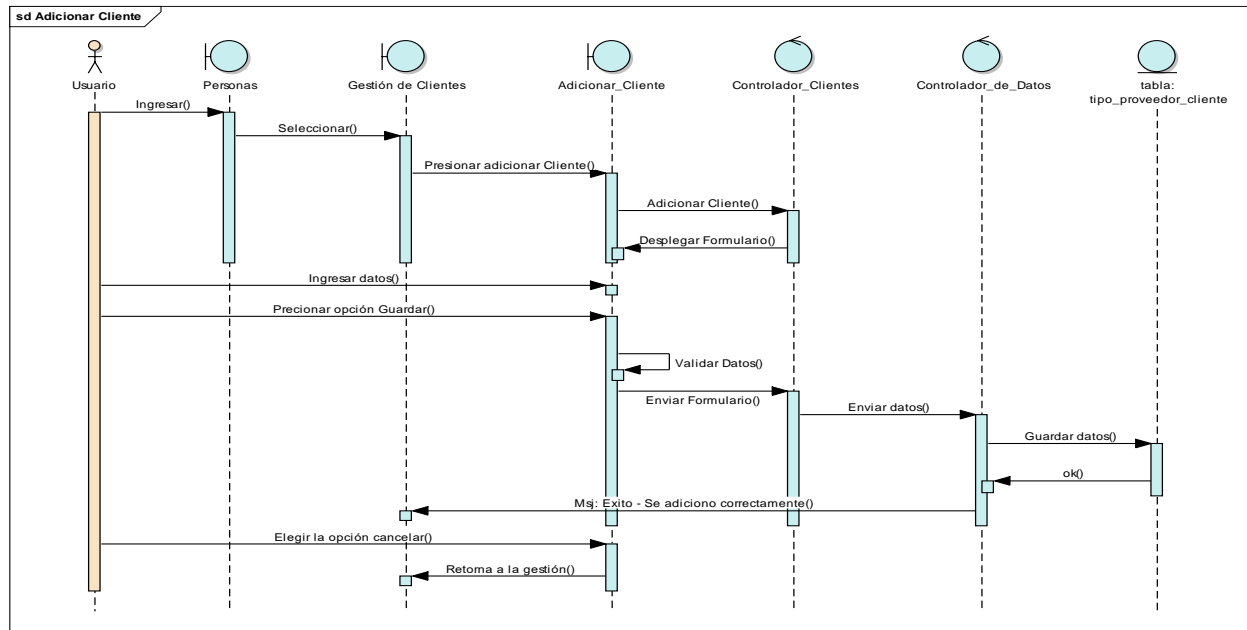 sd Adicionar Cliente
Usuario
Personas
Gestión de Clientes
Adicionar_Cliente
Controlador_Clientes
Controlador_de_Datos
tabla:
tipo_proveedor_cliente
Ingresar()
Seleccionar()
Presionar adicionar Cliente()
Adicionar Cliente()
Desplegar Formulario()
Ingresar datos()
Precionar opción Guardar()
Validar Datos()
Enviar Formulario()
Enviar datos()
Guardar datos()
ok()
Msj: Exito - Se adiciono correctamente()
Elegir la opción cancelar()
Retorna a la gestión()